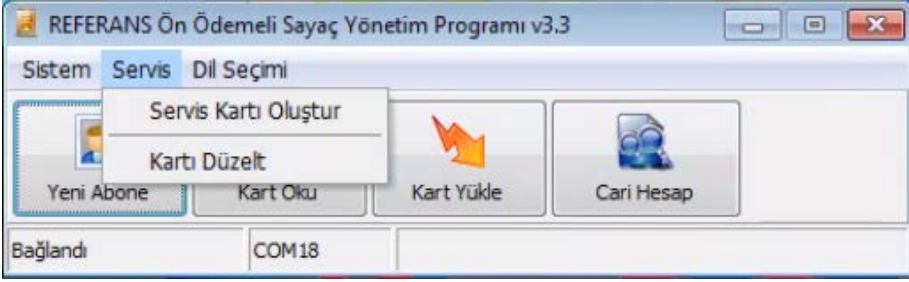 REFERANS Ön Ödemeli Sayaç Yönetim Programı v3.3
Sistem Servis Dil Seçimi
Servis Kartı Oluştur
Kartı Düzelt
Yeni Abone Kart Oku Kart Yükle Cari Hesap
Bağlandı COM18